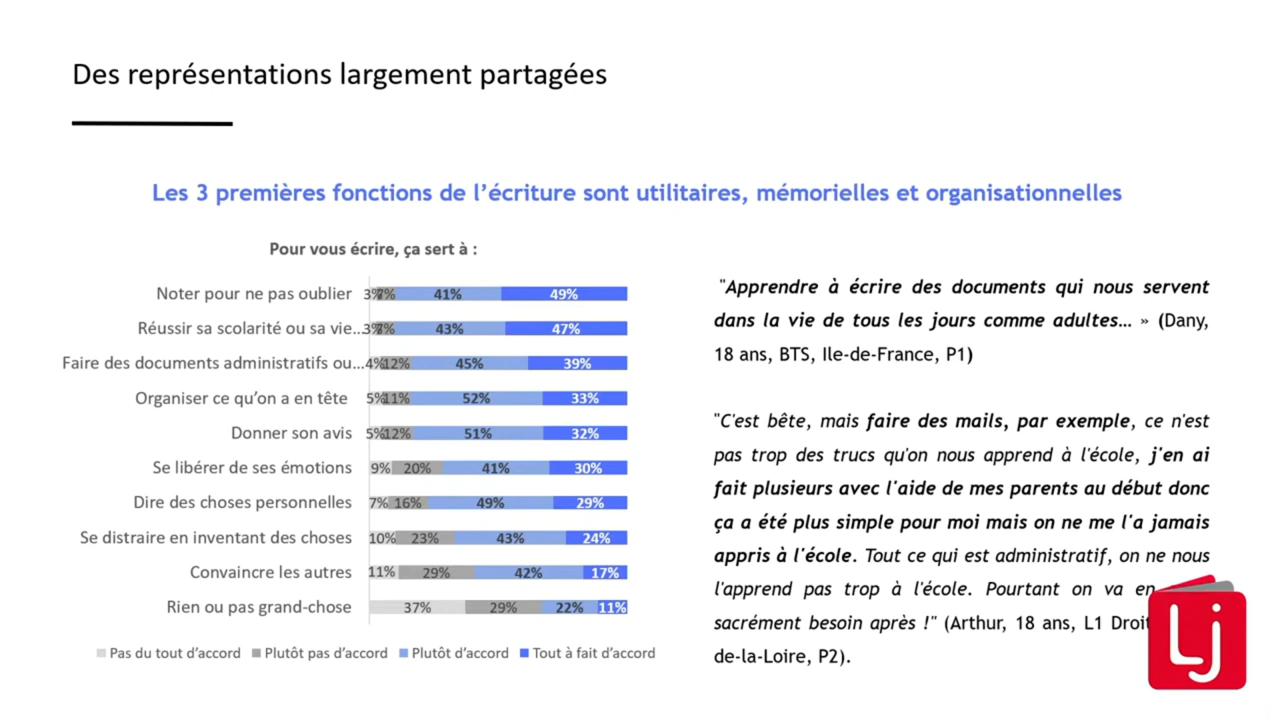 Des représentations largement partagées
Les 3 premières fonctions de l'écriture sont utilitaires, mémorielles et organisationnelles
Pour vous écrire, ça sert à :
Noter pour ne pas oublier 3% 7% 41% 49%
Réussir sa scolarité ou sa vie... 3% 7% 43% 47%
Faire des documents administratifs ou... 4% 12% 45% 39%
Organiser ce qu'on a en tête 5% 11% 52% 33%
Donner son avis 5% 12% 51% 32%
Se libérer de ses émotions 9% 20% 41% 30%
Dire des choses personnelles 7% 16% 49% 29%
Se distraire en inventant des choses 10% 23% 43% 24%
Convaincre les autres 11% 29% 42% 17%
Rien ou pas grand-chose 37% 29% 22% 11%
Pas du tout d'accord Plutôt pas d'accord Plutôt d'accord Tout à fait d'accord
"Apprendre à écrire des documents qui nous servent
dans la vie de tous les jours comme adultes… » (Dany,
18 ans, BTS, Ile-de-France, P1)
"C'est bête, mais faire des mails, par exemple, ce n'est
pas trop des trucs qu'on nous apprend à l'école, j'en ai
fait plusieurs avec l'aide de mes parents au début donc
ça a été plus simple pour moi mais on ne me l'a jamais
appris à l'école. Tout ce qui est administratif, on ne nous
l'apprend pas trop à l'école. Pourtant on va en
sacrément besoin après !" (Arthur, 18 ans, L1 Droit
de-la-Loire, P2).
Lj